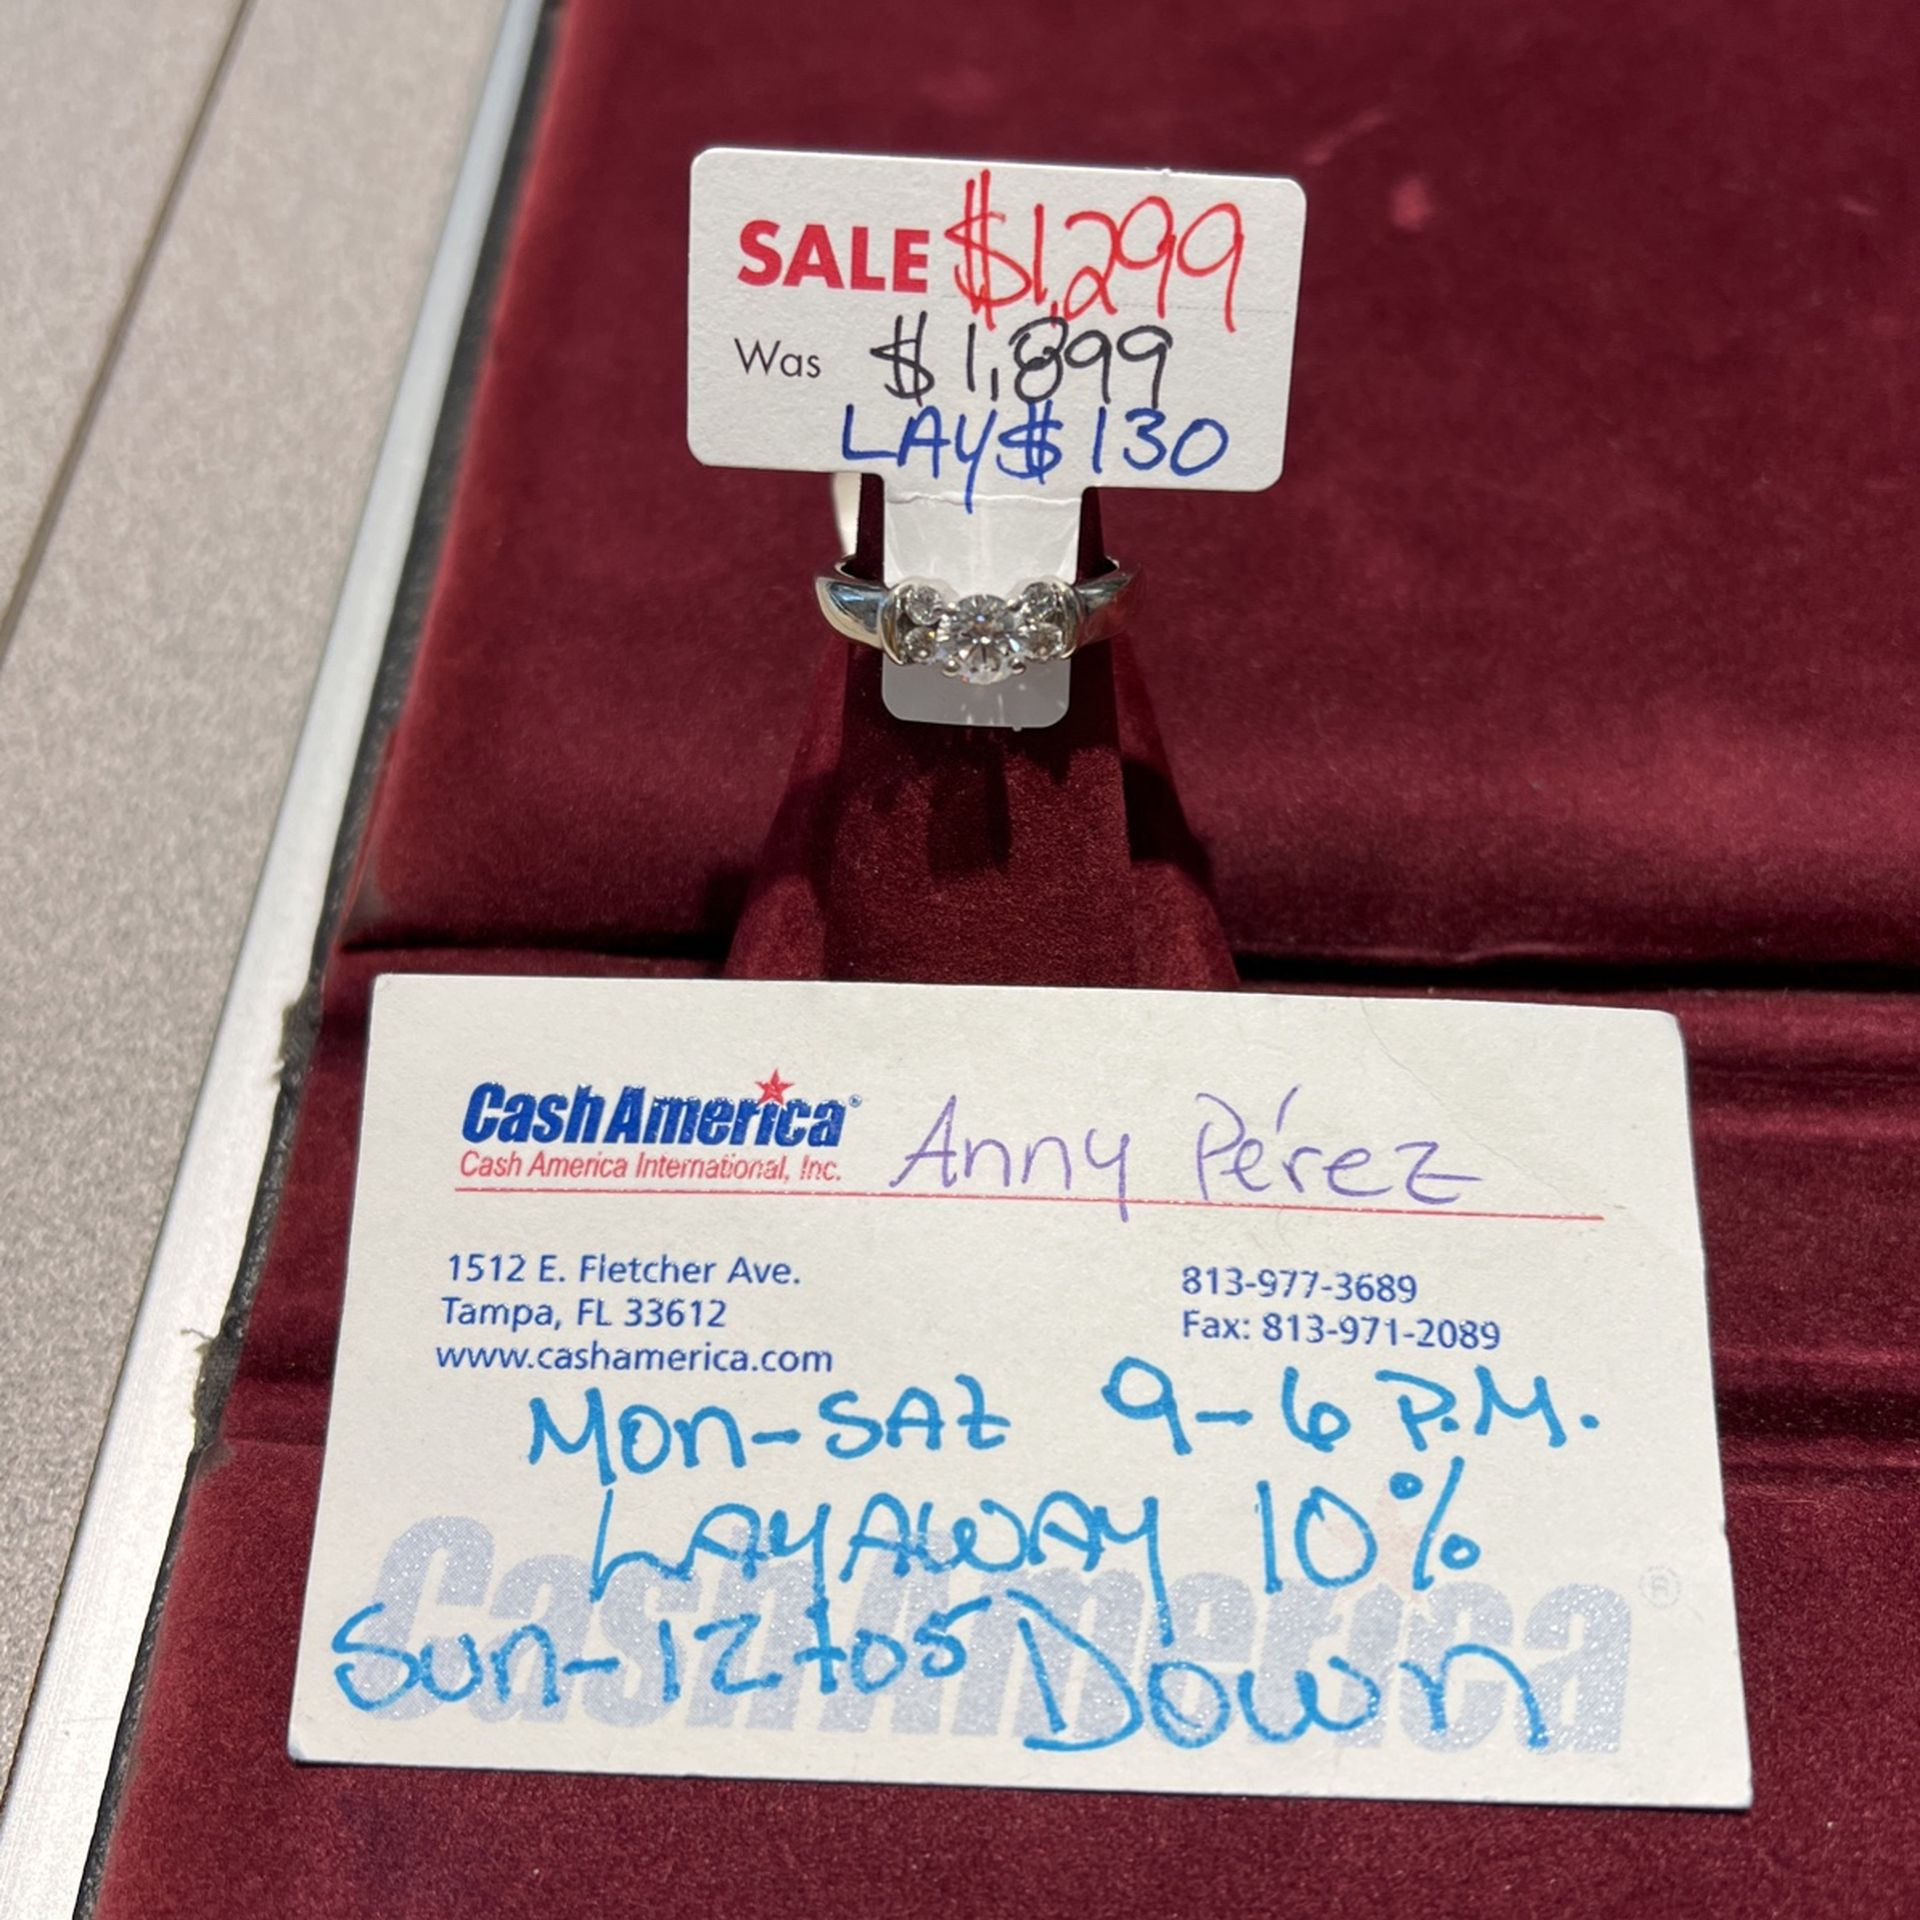 SALE $1,299
Was $1,899
LAY $130
CashAmerica®
Cash America International, Inc.
Anny Pérez
1512 E. Fletcher Ave.
Tampa, FL 33612
www.cashamerica.com
813-977-3689
Fax: 813-971-2089
Mon-SAt 9-6 P.M.
LAYAWAY 10%
Sun-12to5 Down
CashAmerica®